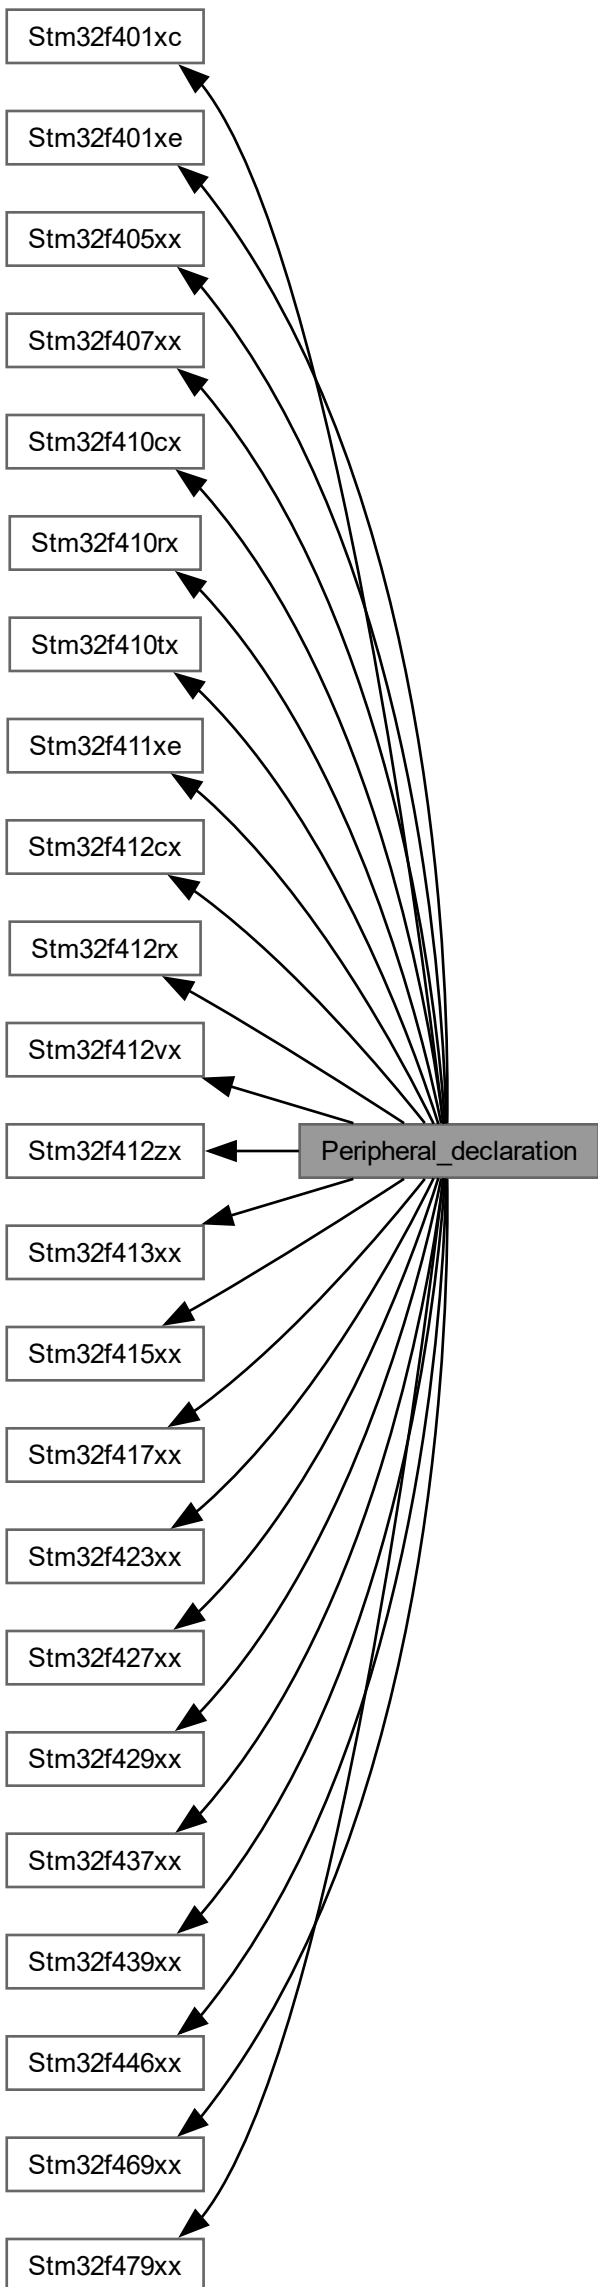 Stm32f401xc
Stm32f401xe
Stm32f405xx
Stm32f407xx
Stm32f410cx
Stm32f410rx
Stm32f410tx
Stm32f411xe
Stm32f412cx
Stm32f412rx
Stm32f412vx
Stm32f412zx
Peripheral_declaration
Stm32f413xx
Stm32f415xx
Stm32f417xx
Stm32f423xx
Stm32f427xx
Stm32f429xx
Stm32f437xx
Stm32f439xx
Stm32f446xx
Stm32f469xx
Stm32f479xx